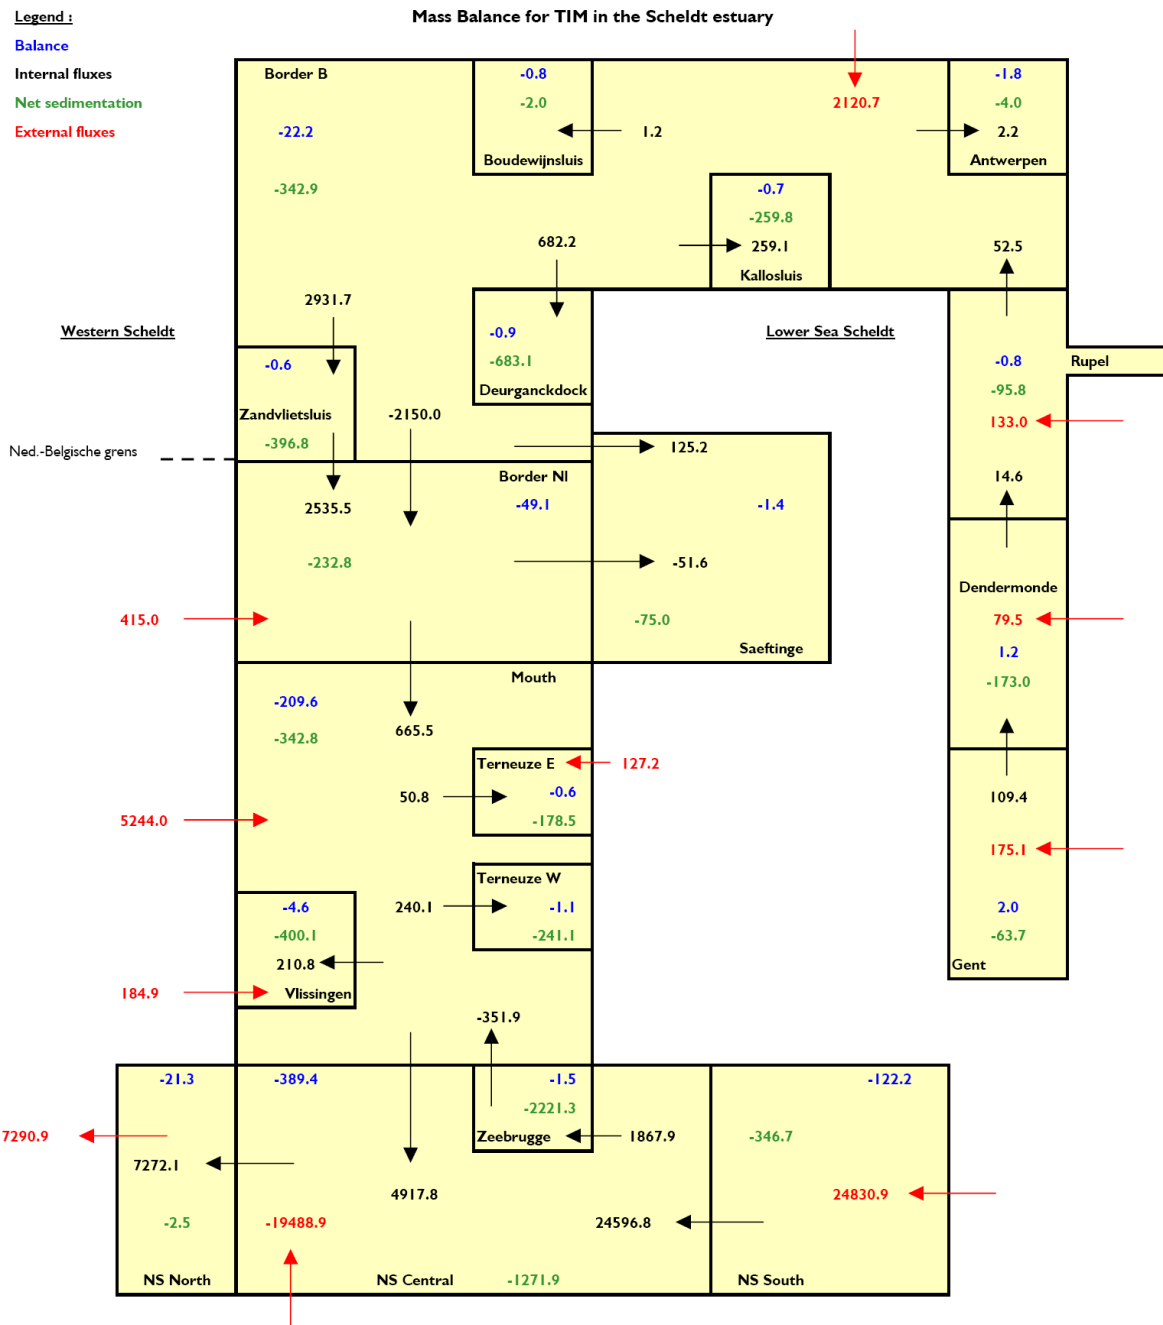 Legend :
Mass Balance for TIM in the Scheldt estuary
Balance
Internal fluxes
Net sedimentation
External fluxes
Border B
-22.2
-342.9
-0.8
-2.0
1.2
Boudewijnsluis
2120.7
-1.8
-4.0
2.2
Antwerpen
-0.7
-259.8
259.1
Kallosluis
682.2
52.5
2931.7
Western Scheldt
Lower Sea Scheldt
-0.9
-683.1
Deurganckdock
-0.6
Zandvlietsluis
-396.8
-2150.0
-0.8
Rupel
-95.8
133.0
14.6
Ned.-Belgische grens
125.2
Border Nl
2535.5
-49.1
-1.4
-232.8
-51.6
415.0
-75.0
Saeftinge
Dendermonde
79.5
1.2
-173.0
Mouth
-209.6
-342.8
665.5
Terneuze E
127.2
50.8
-0.6
-178.5
5244.0
109.4
175.1
Terneuze W
240.1
-1.1
-241.1
2.0
-63.7
Gent
-4.6
-400.1
210.8
184.9
Vlissingen
-351.9
-21.3
-389.4
-1.5
-122.2
-2221.3
7290.9
Zeebrugge
1867.9
-346.7
7272.1
4917.8
24830.9
-2.5
-19488.9
24596.8
NS North
NS Central
-1271.9
NS South